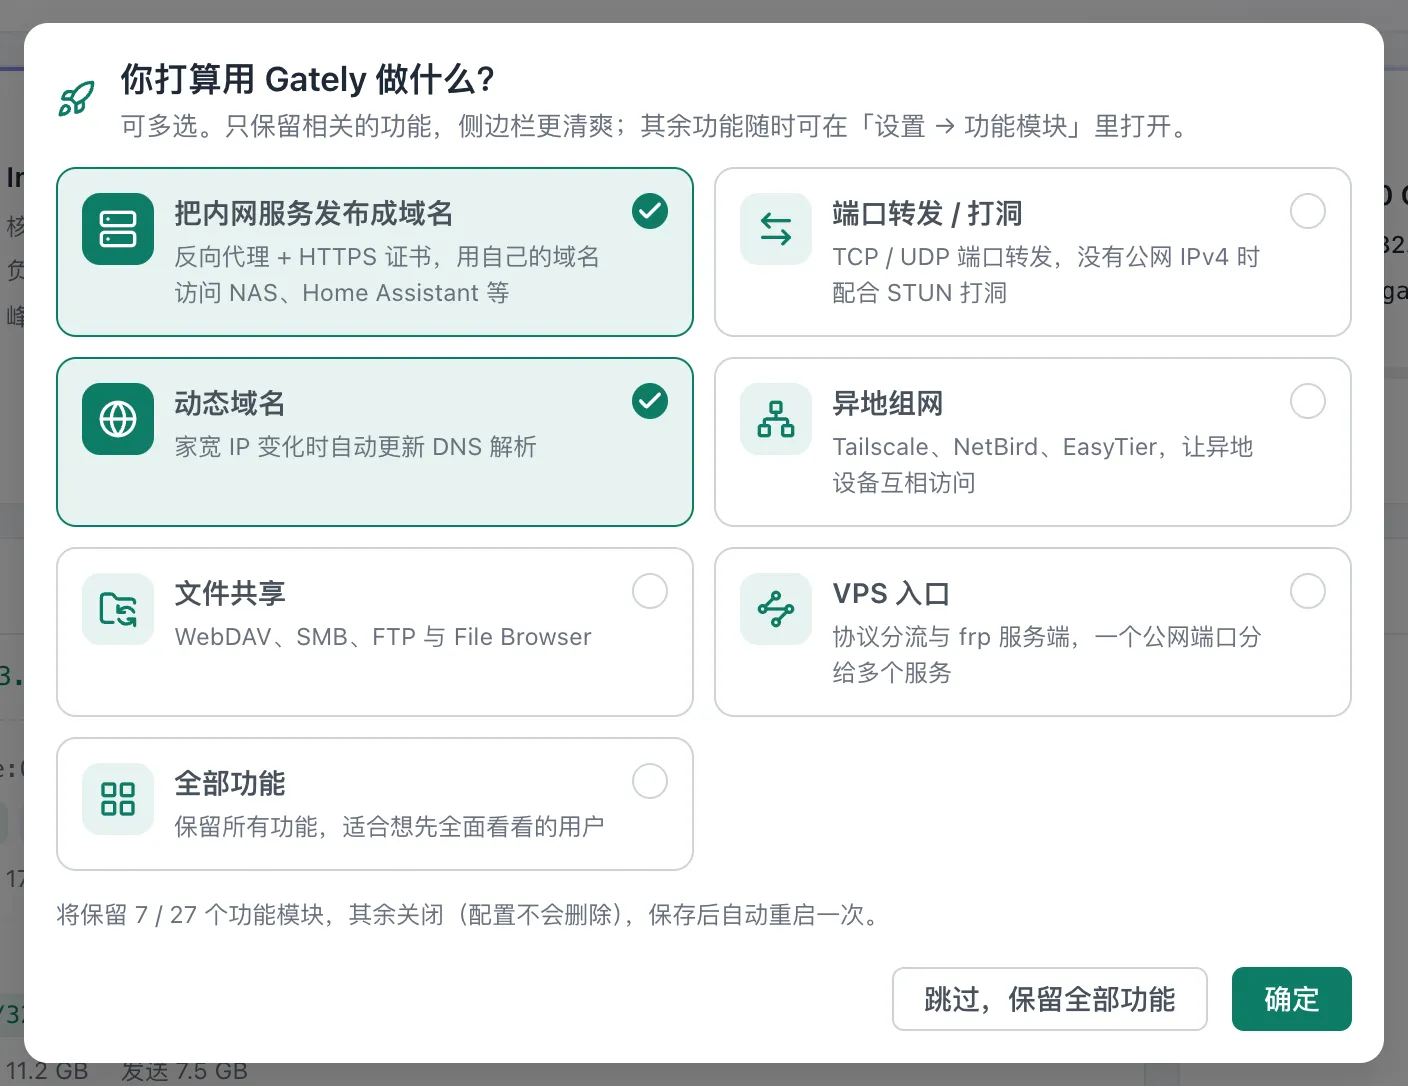 你打算用 Gately 做什么?
可多选。只保留相关的功能，侧边栏更清爽；其余功能随时可在「设置 → 功能模块」里打开。
把内网服务发布成域名
反向代理 + HTTPS 证书，用自己的域名
访问 NAS、Home Assistant 等
端口转发 / 打洞
TCP / UDP 端口转发，没有公网 IPv4 时
配合 STUN 打洞
动态域名
家宽 IP 变化时自动更新 DNS 解析
异地组网
Tailscale、NetBird、EasyTier，让异地
设备互相访问
文件共享
WebDAV、SMB、FTP 与 File Browser
VPS 入口
协议分流与 frp 服务端，一个公网端口分
给多个服务
全部功能
保留所有功能，适合想先全面看看的用户
将保留 7 / 27 个功能模块，其余关闭（配置不会删除），保存后自动重启一次。
跳过，保留全部功能
确定
11.2 GB 发送 7.5 GB